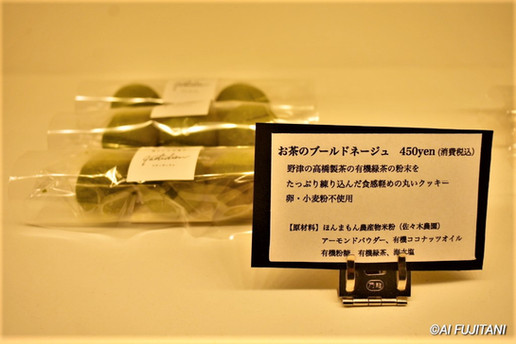 お茶のブールドネージュ 450yen (消費税込)
野津の高橋製茶の有機緑茶の粉末を
たっぷり練り込んだ食感軽めの丸いクッキー
卵・小麦粉不使用
【原材料】ほんまもん農産物米粉（佐々木農園）
アーモンドパウダー、有機ココナッツオイル
有機粉糖、有機緑茶、海水塩
©AI FUJITANI